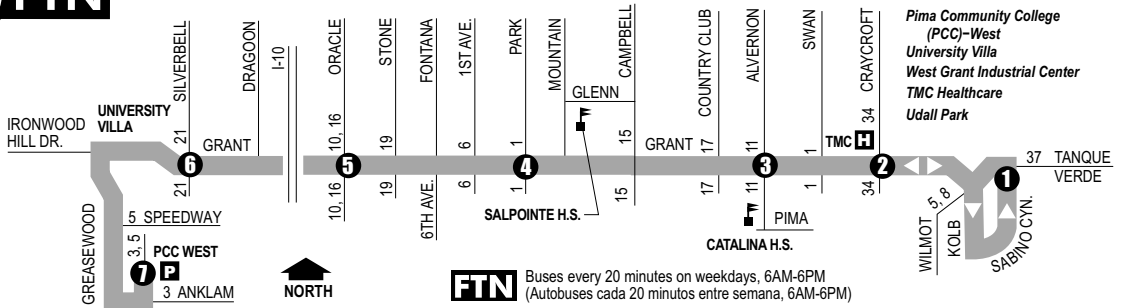 FTN
IRONWOOD
HILL DR.
UNIVERSITY
VILLA
SILVERBELL
21
21
6
GRANT
DRAGOON
I-10
ORACLE
10, 16
10, 16
5
STONE
19
19
FONTANA
6TH AVE.
1ST AVE.
6
6
PARK
1
1
4
MOUNTAIN
GLENN
SALPOINTE H.S.
CAMPBELL
15
15
GRANT
COUNTRY CLUB
17
17
ALVERNON
11
11
3
PIMA
CATALINA H.S.
SWAN
1
1
CRAYCROFT
34
34
TMC H
2
Pima Community College
(PCC)–West
University Villa
West Grant Industrial Center
TMC Healthcare
Udall Park
1
37 TANQUE
VERDE
WILMOT
5, 8
KOLB
SABINO CYN.
GREASEWOOD
5 SPEEDWAY
3, 5
PCC WEST
7
P
3 ANKLAM
NORTH
FTN
Buses every 20 minutes on weekdays, 6AM-6PM
(Autobuses cada 20 minutos entre semana, 6AM-6PM)